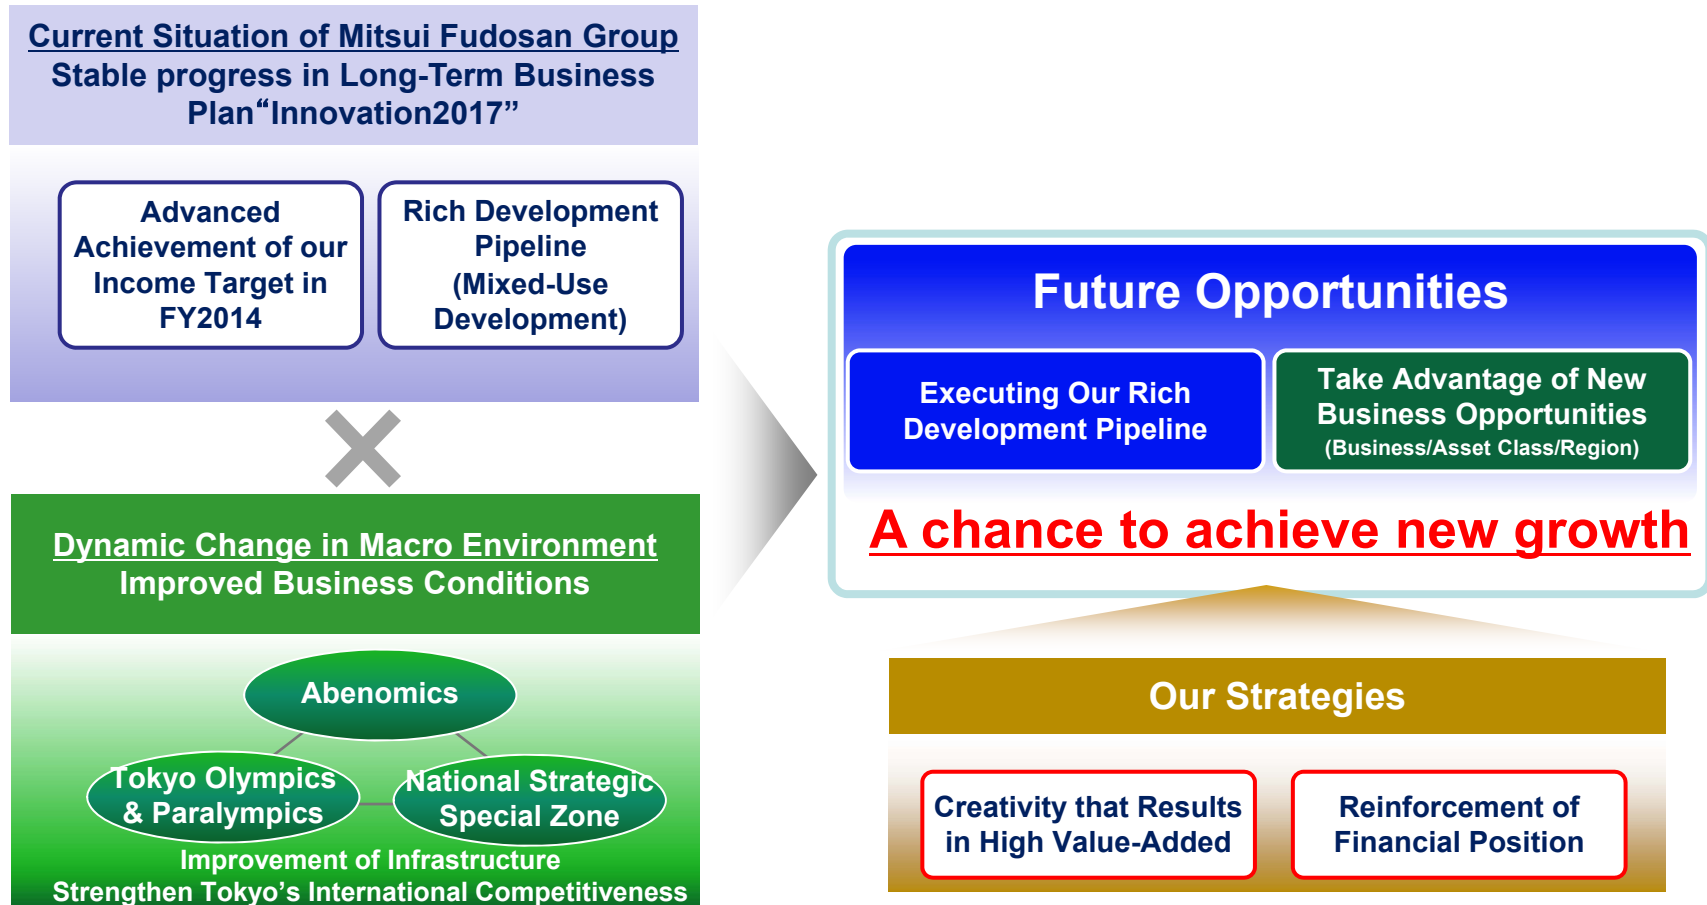 Current Situation of Mitsui Fudosan Group
Stable progress in Long-Term Business
Plan“Innovation2017”
Advanced
Achievement of our
Income Target in
FY2014
Rich Development
Pipeline
(Mixed-Use
Development)
Dynamic Change in Macro Environment
Improved Business Conditions
Abenomics
Tokyo Olympics
& Paralympics
National Strategic
Special Zone
Improvement of Infrastructure
Strengthen Tokyo’s International Competitiveness
Future Opportunities
Executing Our Rich
Development Pipeline
Take Advantage of New
Business Opportunities
(Business/Asset Class/Region)
A chance to achieve new growth
Our Strategies
Creativity that Results
in High Value-Added
Reinforcement of
Financial Position